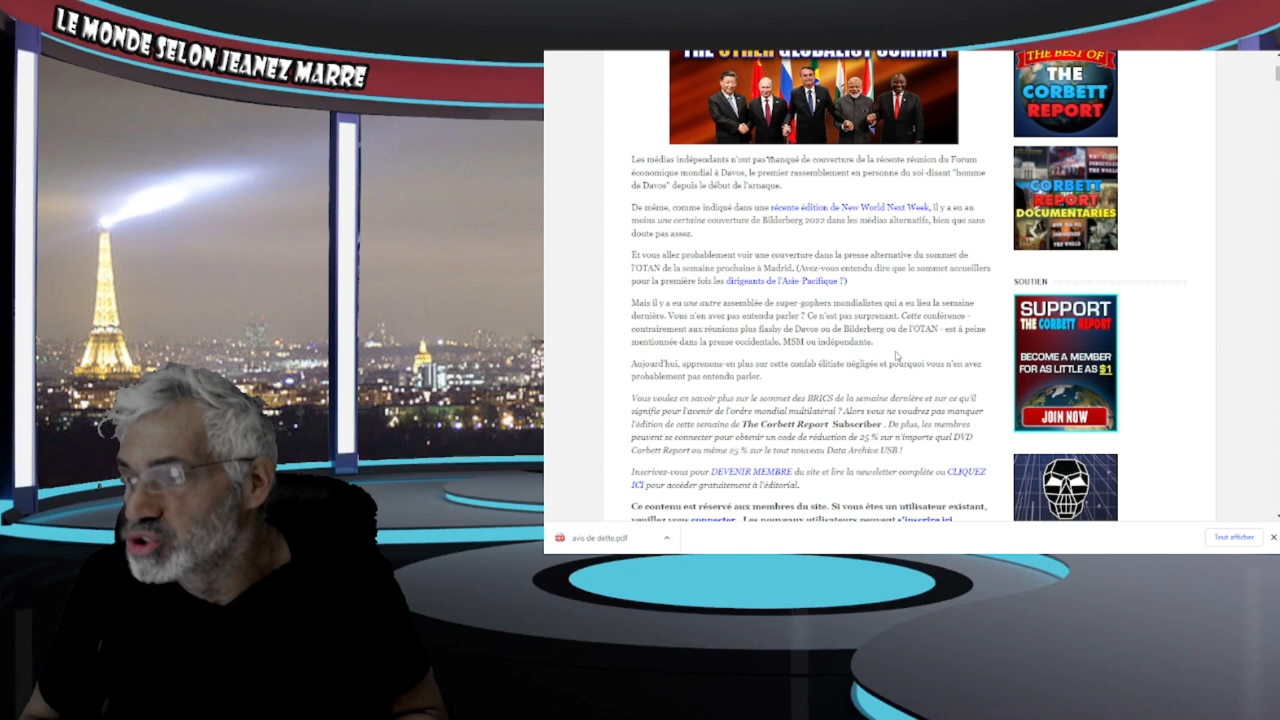 LE MONDE SELON JEANEZ MARRE
THE OTHER GLOBALIST SUMMIT
Les médias indépendants n'ont pas manqué de couverture de la récente réunion du Forum
économique mondial à Davos, le premier rassemblement en personne du soi-disant "homme
de Davos" depuis le début de l'arnaque.
De même, comme indiqué dans une récente édition de New World Next Week, il y a eu au
moins une certaine couverture de Bilderberg 2022 dans les médias alternatifs, bien que sans
doute pas assez.
Et vous allez probablement voir une couverture dans la presse alternative du sommet de
l'OTAN de la semaine prochaine à Madrid. (Avez-vous entendu dire que le sommet accueillera
pour la première fois les dirigeants de l'Asie-Pacifique ?)
Mais il y a eu une autre assemblée de super-gophers mondialistes qui a eu lieu la semaine
dernière. Vous n'en avez pas entendu parler ? Ce n'est pas surprenant. Cette conférence -
contrairement aux réunions plus flashy de Davos ou de Bilderberg ou de l'OTAN - est à peine
mentionnée dans la presse occidentale, MSM ou indépendante.
Aujourd'hui, apprenons-en plus sur cette confab élitiste négligée et pourquoi vous n'en avez
probablement pas entendu parler.
Vous voulez en savoir plus sur le sommet des BRICS de la semaine dernière et sur ce qu'il
signifie pour l'avenir de l'ordre mondial multilatéral ? Alors vous ne voudrez pas manquer
l'édition de cette semaine de The Corbett Report Subscriber . De plus, les membres
peuvent se connecter pour obtenir un code de réduction de 25 % sur n'importe quel DVD
Corbett Report ou même 25 % sur le tout nouveau Data Archive USB !
Inscrivez-vous pour DEVENIR MEMBRE du site et lire la newsletter complète ou CLIQUEZ
ICI pour accéder gratuitement à l'éditorial.
Ce contenu est réservé aux membres du site. Si vous êtes un utilisateur existant,
veuillez vous connecter . Les nouveaux utilisateurs peuvent s'inscrire ici
THE BEST OF
THE
CORBETT
REPORT
CORBETT
REPORT
DOCUMENTARIES
SOUTIEN
SUPPORT
THE CORBETT REPORT
BECOME A MEMBER
FOR AS LITTLE AS $1
JOIN NOW
avis de dette.pdf
Tout afficher